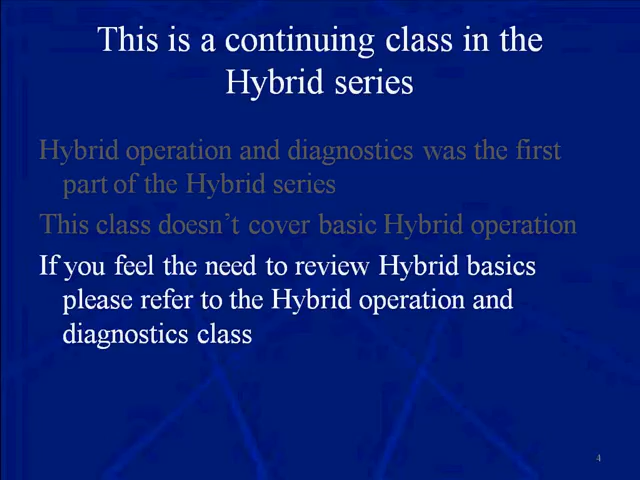 This is a continuing class in the
Hybrid series
Hybrid operation and diagnostics was the first
part of the Hybrid series
This class doesn’t cover basic Hybrid operation
If you feel the need to review Hybrid basics
please refer to the Hybrid operation and
diagnostics class
4